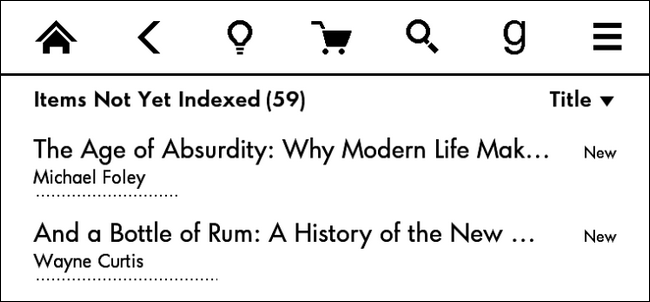 g
Items Not Yet Indexed (59)
Title
The Age of Absurdity: Why Modern Life Mak...
New
Michael Foley
And a Bottle of Rum: A History of the New ...
New
Wayne Curtis